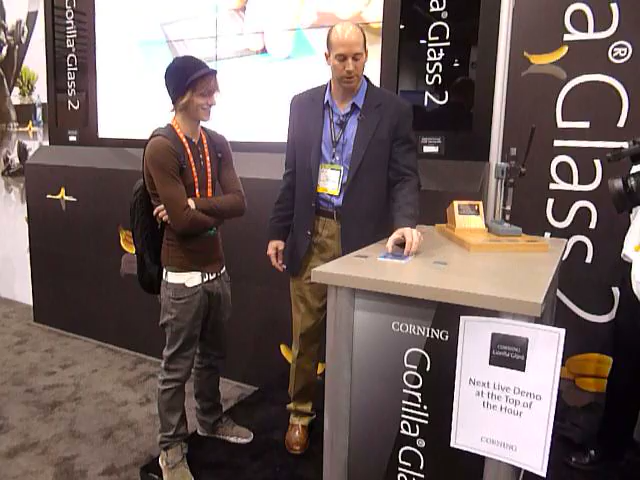 Gorilla® Glass 2
a® Glass 2
a® Glass 2
CORNING
Gorilla® Gla
CORNING
Gorilla Glass
Next Live Demo
at the Top of
the Hour
CORNING